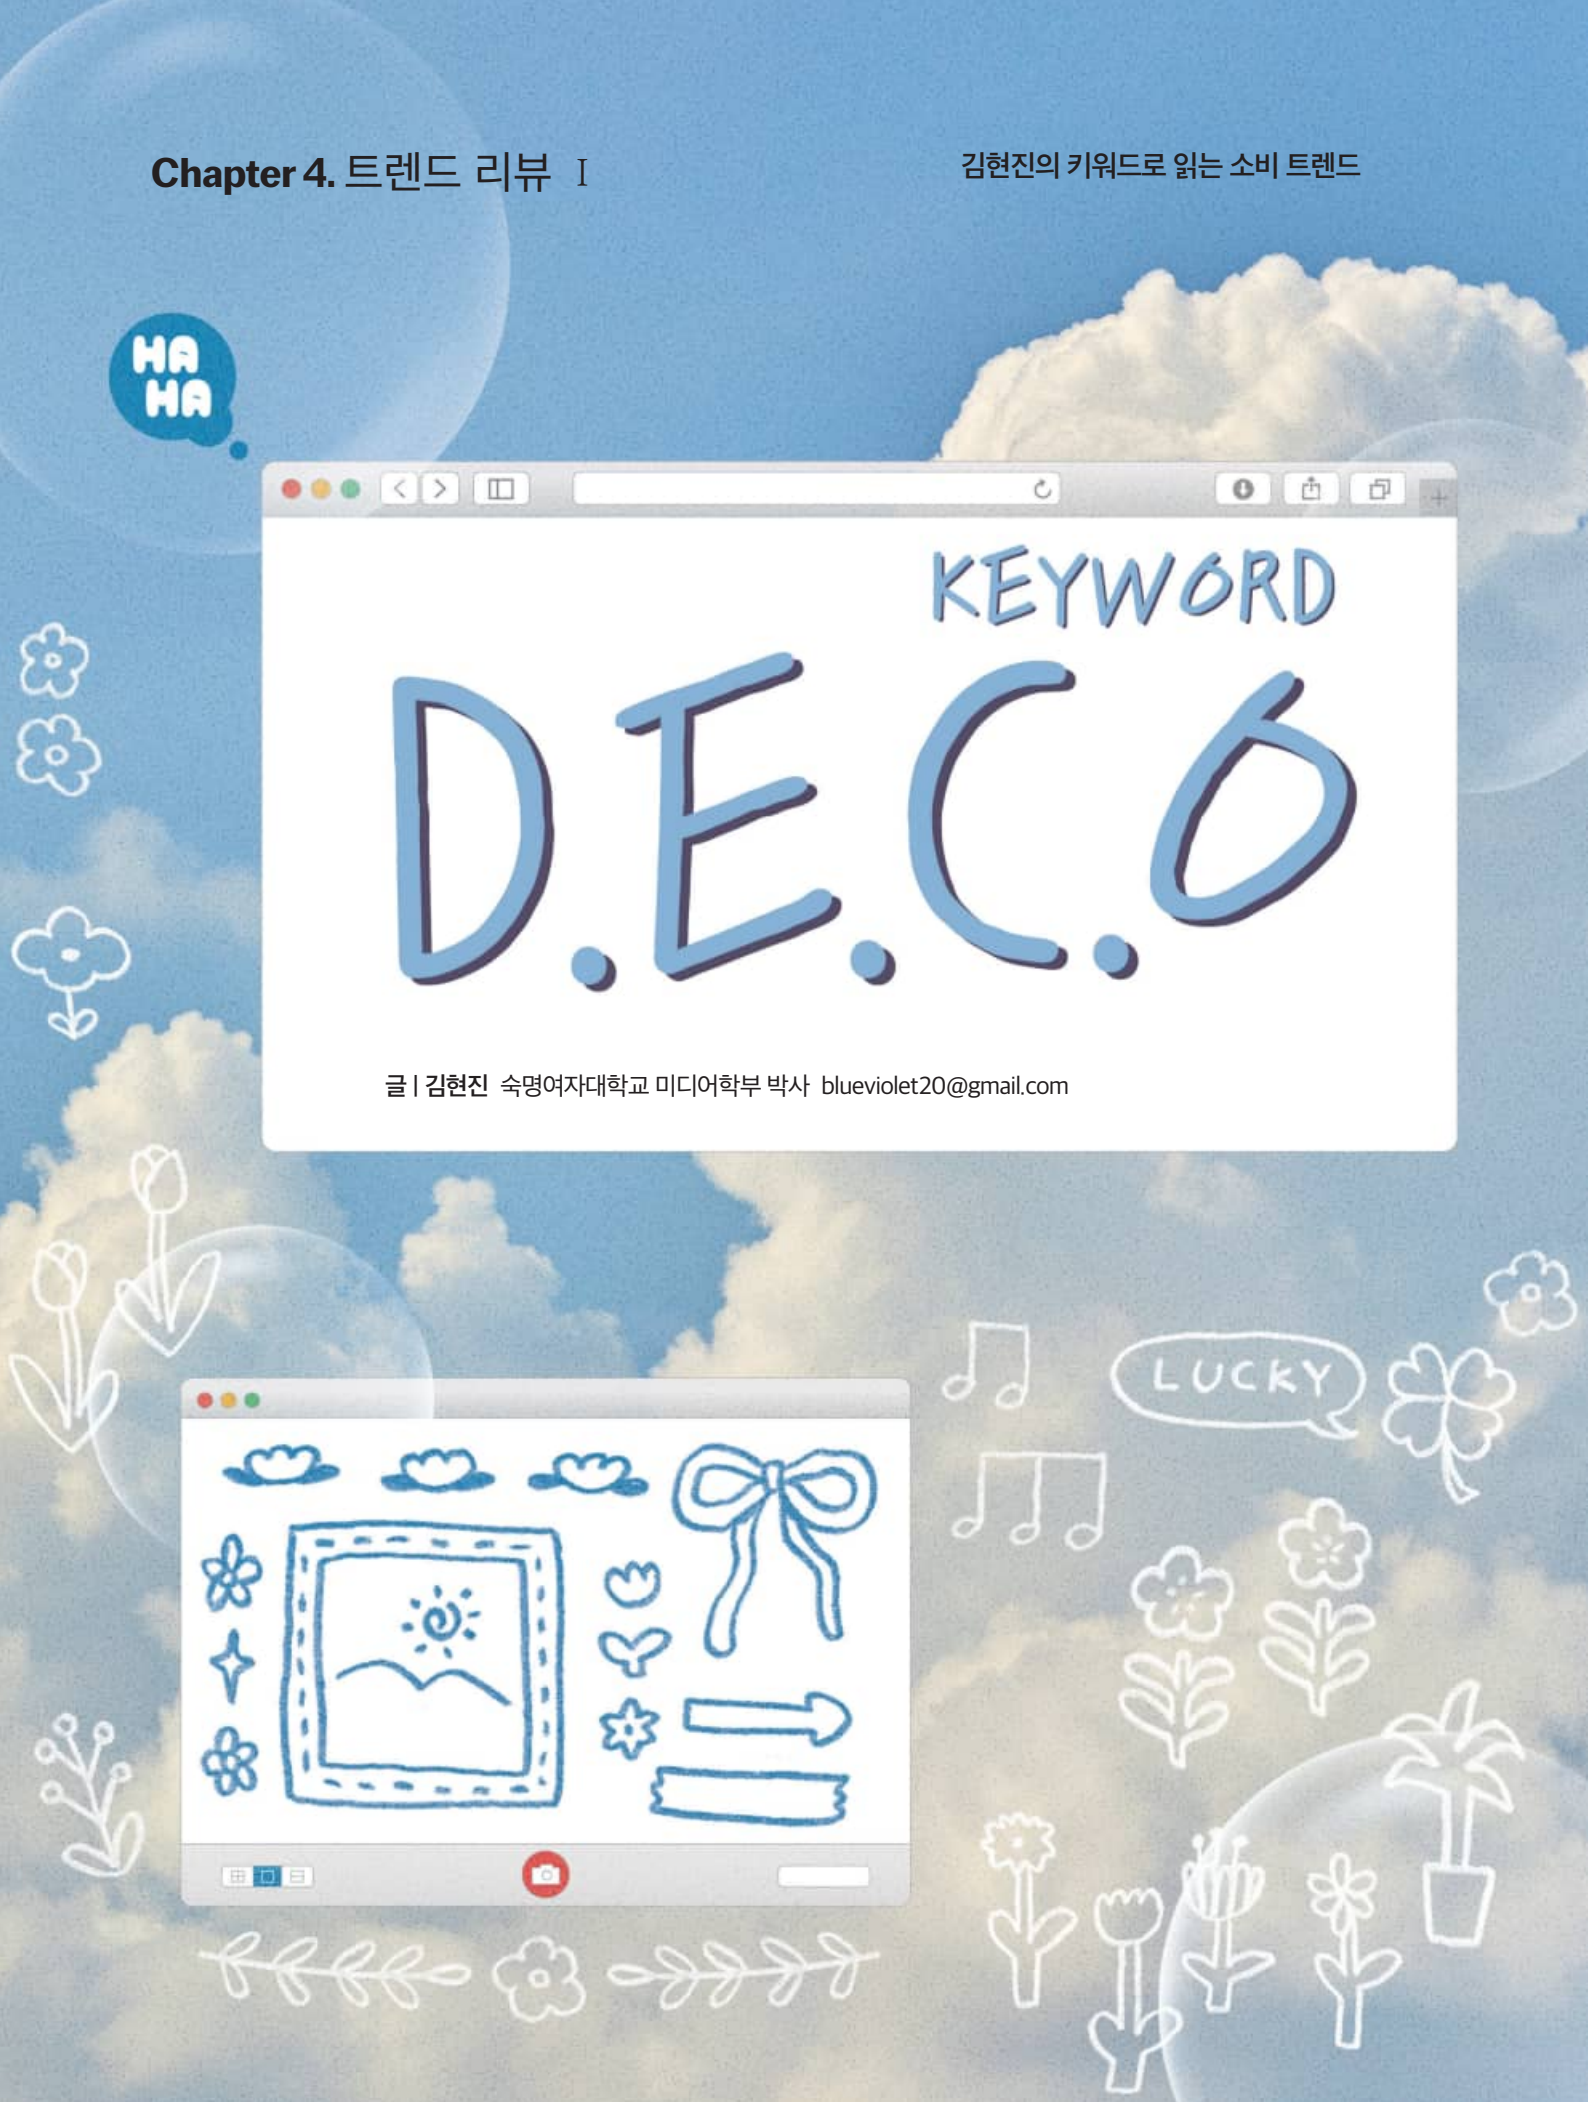 Chapter 4. 트렌드 리뷰 Ⅰ
김현진의 키워드로 읽는 소비 트렌드
HA
HA
KEYWORD
D.E.C.O
글 | 김현진 숙명여자대학교 미디어학부 박사 blueviolet20@gmail.com
LUCKY